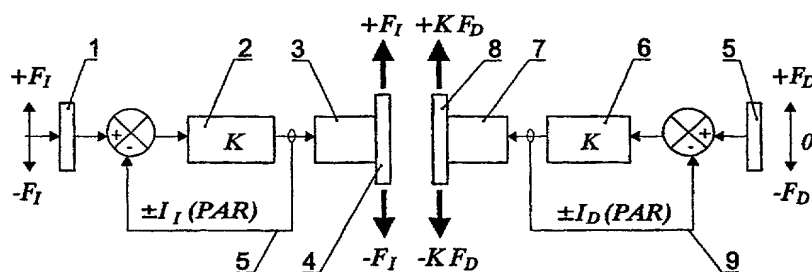 +F_I +KF_D
1 2 3 8 7 6 5
+F_I +F_D
+ - K K + - 0
-F_I -F_D
±I_I (PAR) ±I_D (PAR)
5 4 -F_I -KF_D 9